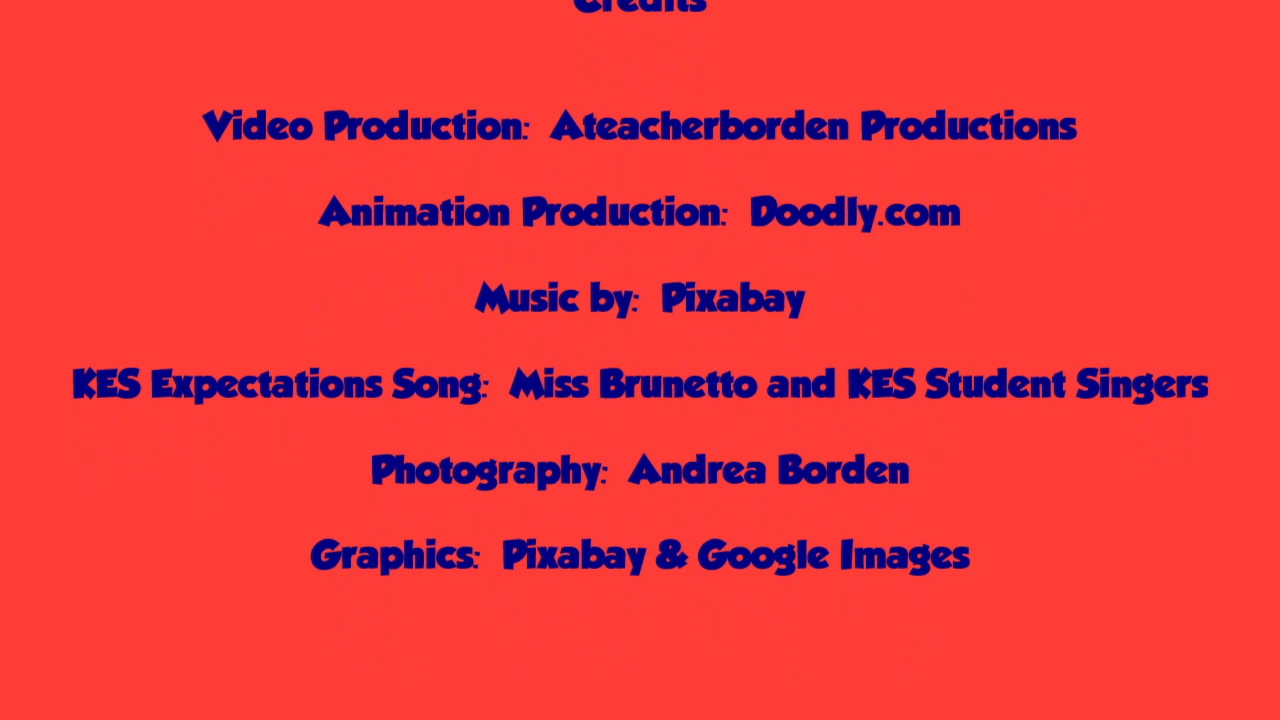 Credits
Video Production: Ateacherborden Productions
Animation Production: Doodly.com
Music by: Pixabay
KES Expectations Song: Miss Brunetto and KES Student Singers
Photography: Andrea Borden
Graphics: Pixabay & Google Images